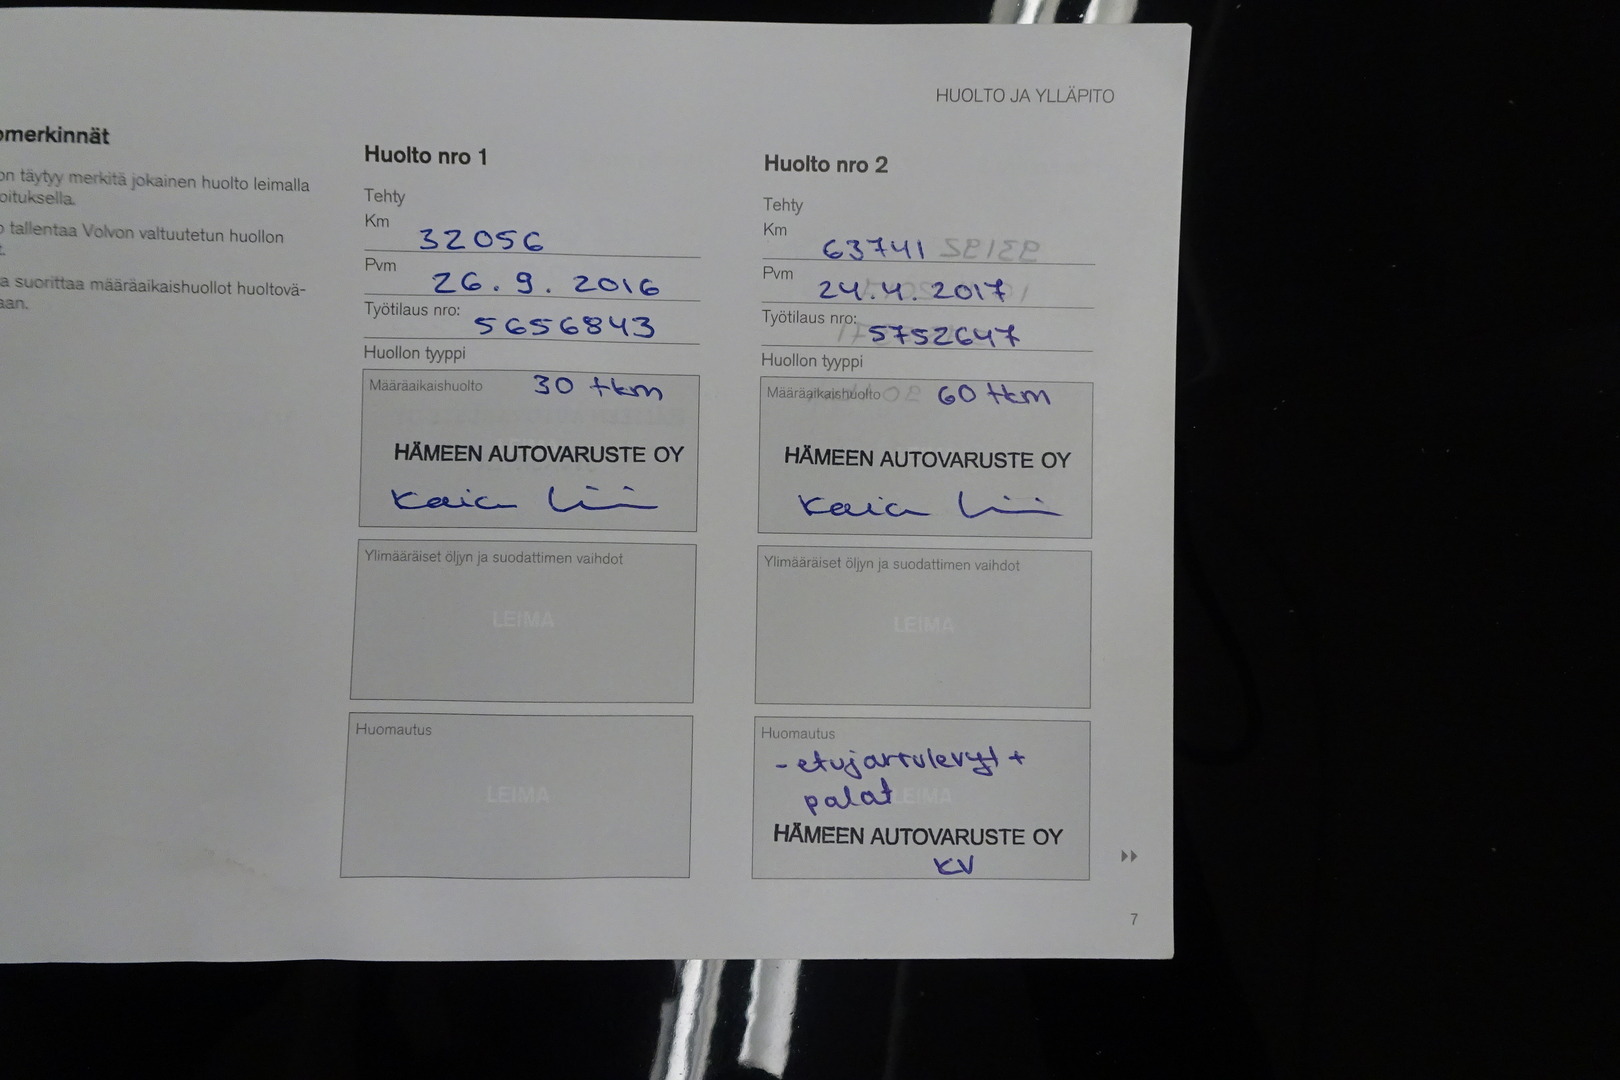 HUOLTO JA YLLÄPITO
omerkinnät
on täytyy merkitä jokainen huolto leimalla
oituksella.
o tallentaa Volvon valtuutetun huollon
t.
a suorittaa määräaikaishuollot huoltovä-
aan.
Huolto nro 1
Tehty
Km 32056
Pvm 26.9.2016
Työtilaus nro: 5656843
Huollon tyyppi
Määräaikaishuolto 30 tkm
HÄMEEN AUTOVARUSTE OY
Ylimääräiset öljyn ja suodattimen vaihdot
LEIMA
Huomautus
LEIMA
Huolto nro 2
Tehty
Km 63741
Pvm 24.4.2017
Työtilaus nro: 5752647
Huollon tyyppi
Määräaikaishuolto 60 tkm
HÄMEEN AUTOVARUSTE OY
Ylimääräiset öljyn ja suodattimen vaihdot
LEIMA
Huomautus
- etujarrulevyt +
palat LEIMA
HÄMEEN AUTOVARUSTE OY
KV
7